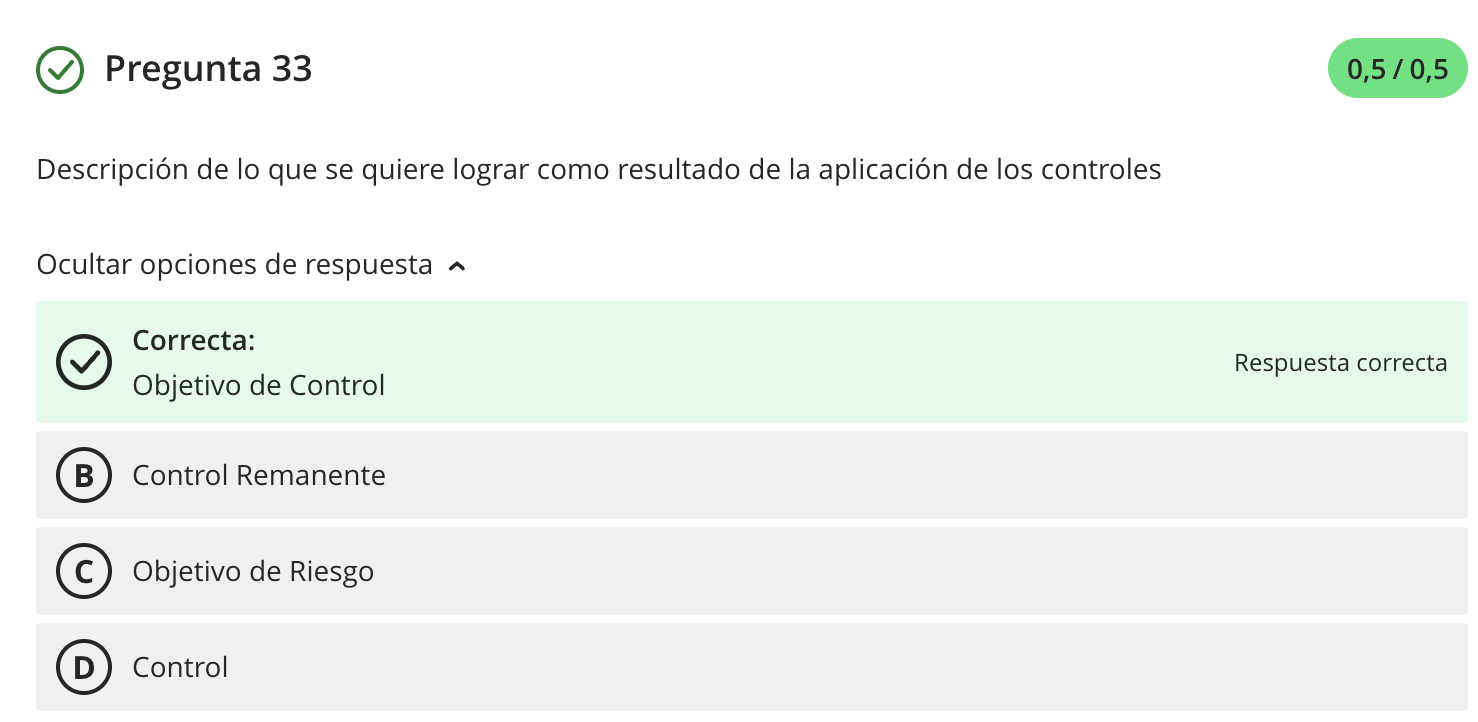 Pregunta 33
0,5 / 0,5
Descripción de lo que se quiere lograr como resultado de la aplicación de los controles
Ocultar opciones de respuesta
Correcta:
Objetivo de Control
Respuesta correcta
B Control Remanente
C Objetivo de Riesgo
D Control